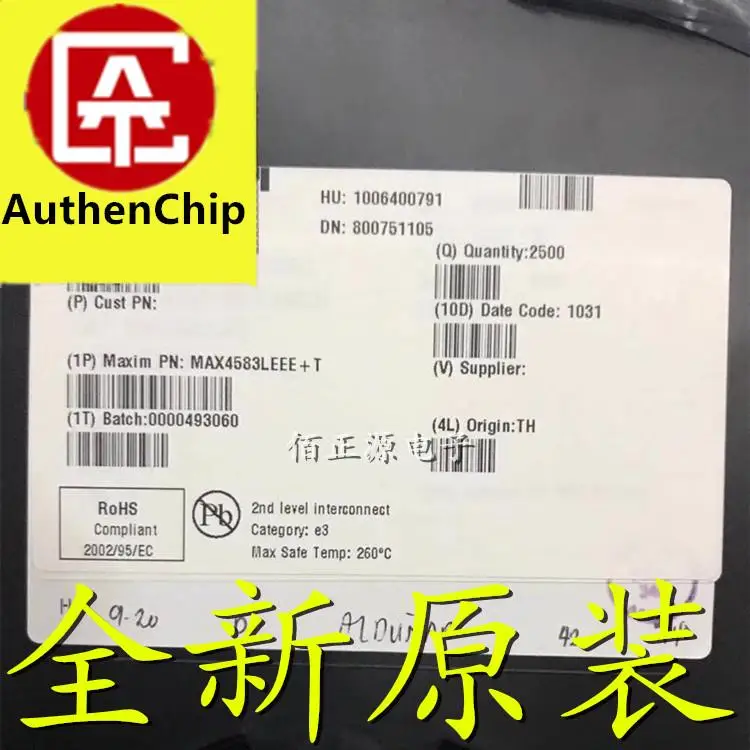 AuthenChip
HU: 1006400791
DN: 800751105
(Q) Quantity:2500
(P) Cust PN:
(10D) Date Code: 1031
(1P) Maxim PN: MAX4583LEEE+T
(V) Supplier:
(1T) Batch:0000493060
(4L) Origin:TH
佰正源电子
RoHS
Compliant
2002/95/EC
Pb
2nd level interconnect
Category: e3
Max Safe Temp: 260ºC
9-20
全新原装